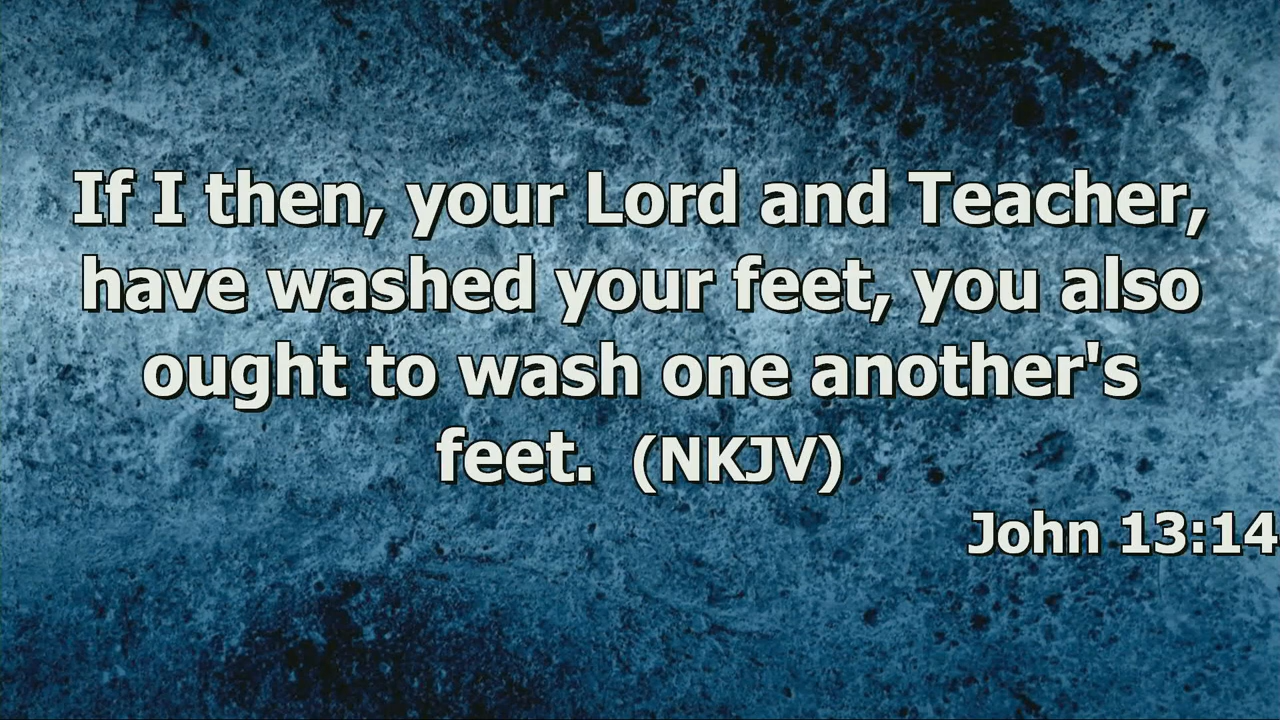 If I then, your Lord and Teacher,
have washed your feet, you also
ought to wash one another's
feet. (NKJV)
John 13:14